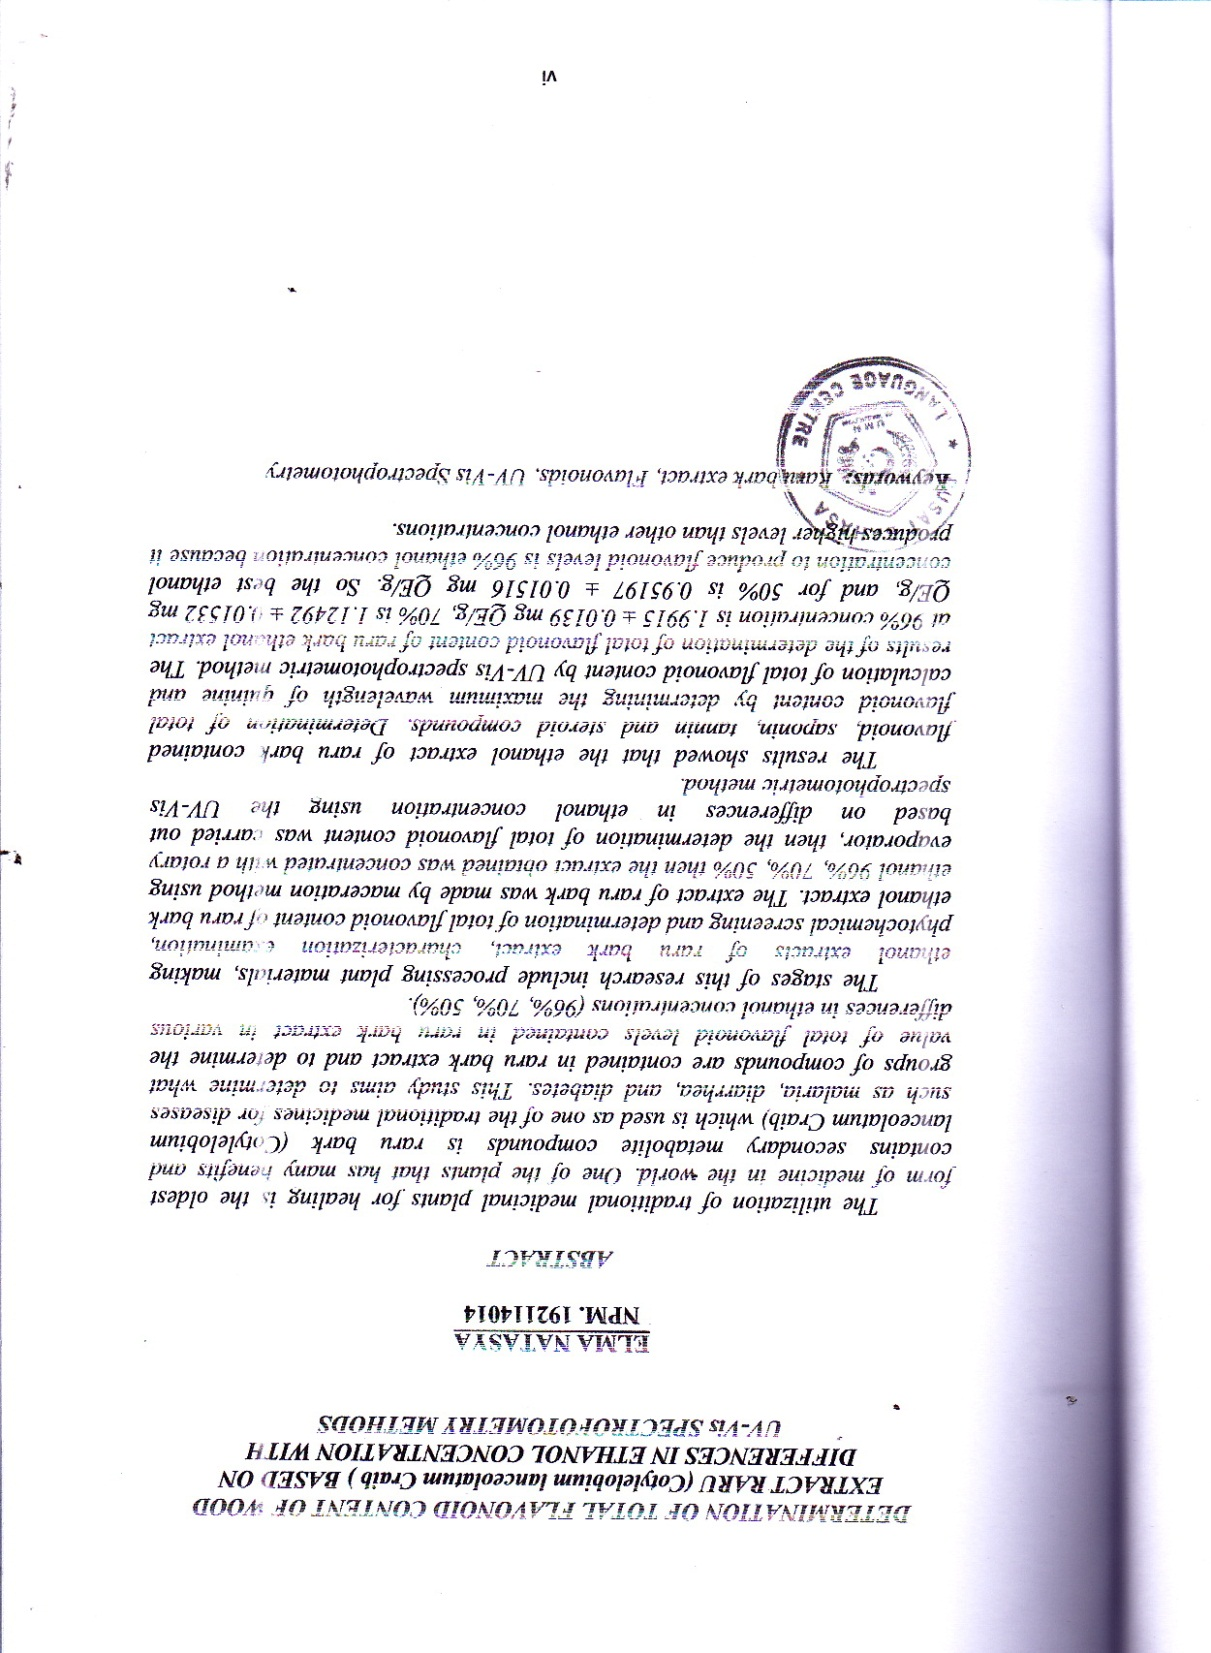 DETERMINATION OF TOTAL FLAVONOID CONTENT OF WOOD
EXTRACT RARU (Cotylelobium lanceolatum Craib ) BASED ON
DIFFERENCES IN ETHANOL CONCENTRATION WITH
UV-Vis SPECTROFOTOMETRY METHODS
ELMA NATASYA
NPM. 192114014
ABSTRACT
The utilization of traditional medicinal plants for healing is the oldest
form of medicine in the world. One of the plants that has many benefits and
contains secondary metabolite compounds is raru bark (Cotylelobium
lanceolatum Craib) which is used as one of the traditional medicines for diseases
such as malaria, diarrhea, and diabetes. This study aims to determine what
groups of compounds are contained in raru bark extract and to determine the
value of total flavonoid levels contained in raru bark extract in various
differences in ethanol concentrations (96%, 70%, 50%).
The stages of this research include processing plant materials, making
ethanol extracts of raru bark extract, characterization examination,
phytochemical screening and determination of total flavonoid content of raru bark
ethanol extract. The extract of raru bark was made by maceration method using
ethanol 96%, 70%, 50% then the extract obtained was concentrated with a rotary
evaporator, then the determination of total flavonoid content was carried out
based on differences in ethanol concentration using the UV-Vis
spectrophotometric method.
The results showed that the ethanol extract of raru bark contained
flavonoid, saponin, tannin and steroid compounds. Determination of total
flavonoid content by determining the maximum wavelength of quinine and
calculation of total flavonoid content by UV-Vis spectrophotometric method. The
results of the determination of total flavonoid content of raru bark ethanol extract
at 96% concentration is 1.9915 ± 0.0139 mg QE/g, 70% is 1.12492 ± 0.01532 mg
QE/g, and for 50% is 0.95197 ± 0.01516 mg QE/g. So the best ethanol
concentration to produce flavonoid levels is 96% ethanol concentration because it
produces higher levels than other ethanol concentrations.
Keywords: Raru bark extract, Flavonoids, UV-Vis Spectrophotometry
PUSAT BAHASA
* LANGUAGE CENTRE
UMN
vi